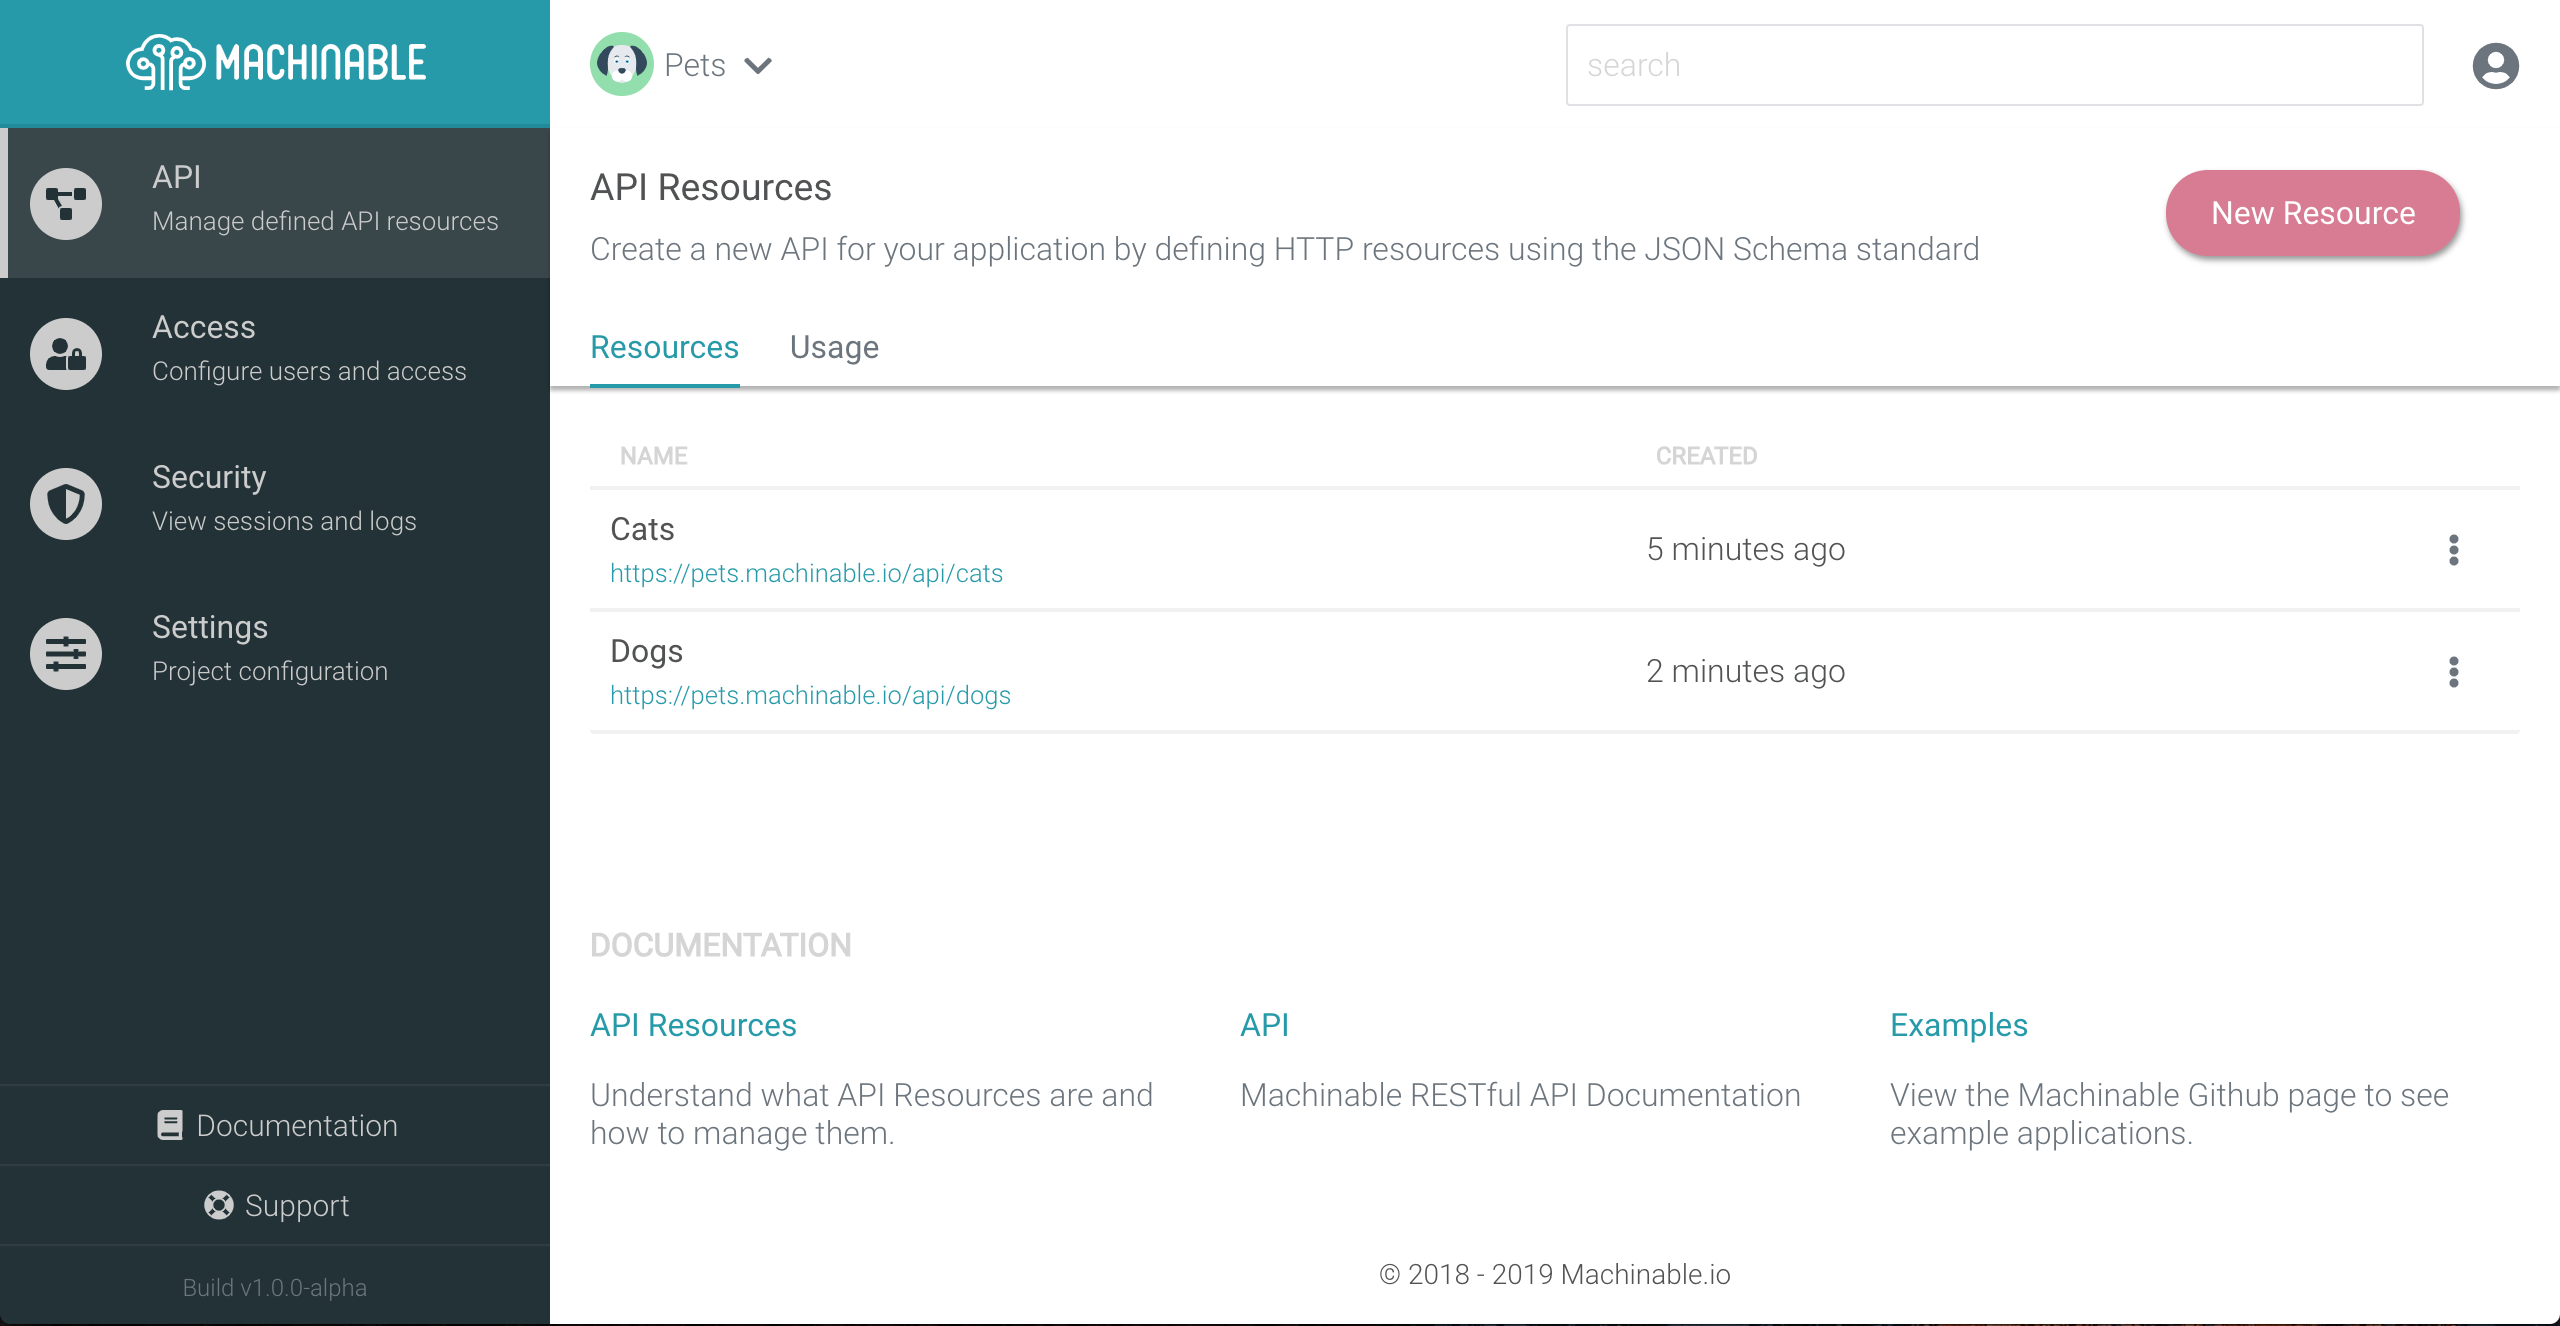 MACHINABLE
API
Manage defined API resources
Access
Configure users and access
Security
View sessions and logs
Settings
Project configuration
Documentation
Support
Build v1.0.0-alpha
Pets
search
API Resources
Create a new API for your application by defining HTTP resources using the JSON Schema standard
New Resource
Resources Usage
NAME CREATED
Cats
https://pets.machinable.io/api/cats
5 minutes ago
Dogs
https://pets.machinable.io/api/dogs
2 minutes ago
DOCUMENTATION
API Resources
Understand what API Resources are and
how to manage them.
API
Machinable RESTful API Documentation
Examples
View the Machinable Github page to see
example applications.
© 2018 - 2019 Machinable.io